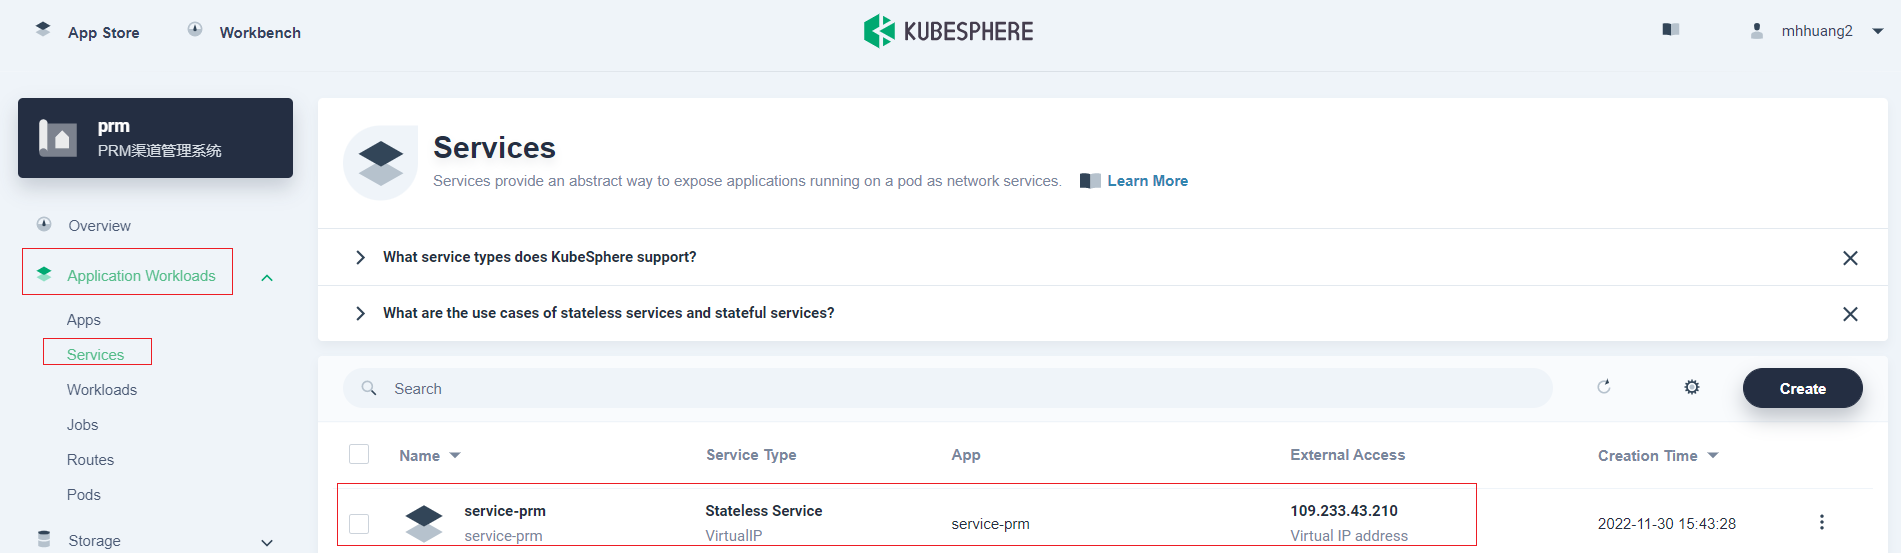 App Store
Workbench
KUBESPHERE
mhhuang2
prm
PRM渠道管理系统
Overview
Application Workloads
Apps
Services
Workloads
Jobs
Routes
Pods
Storage
Services
Services provide an abstract way to expose applications running on a pod as network services. Learn More
What service types does KubeSphere support?
What are the use cases of stateless services and stateful services?
Search
Create
Name Service Type App External Access Creation Time
service-prm Stateless Service 109.233.43.210
service-prm 2022-11-30 15:43:28
service-prm VirtualIP Virtual IP address